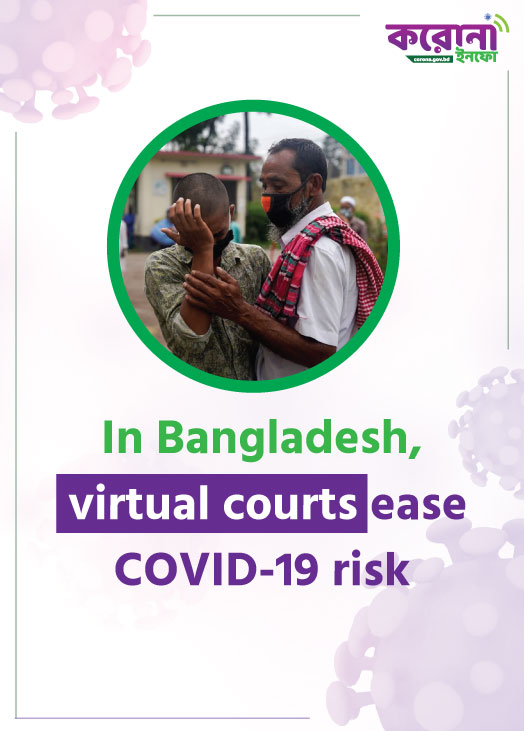 করোনা
corona.gov.bd ইনফো
In Bangladesh,
virtual courts ease
COVID-19 risk